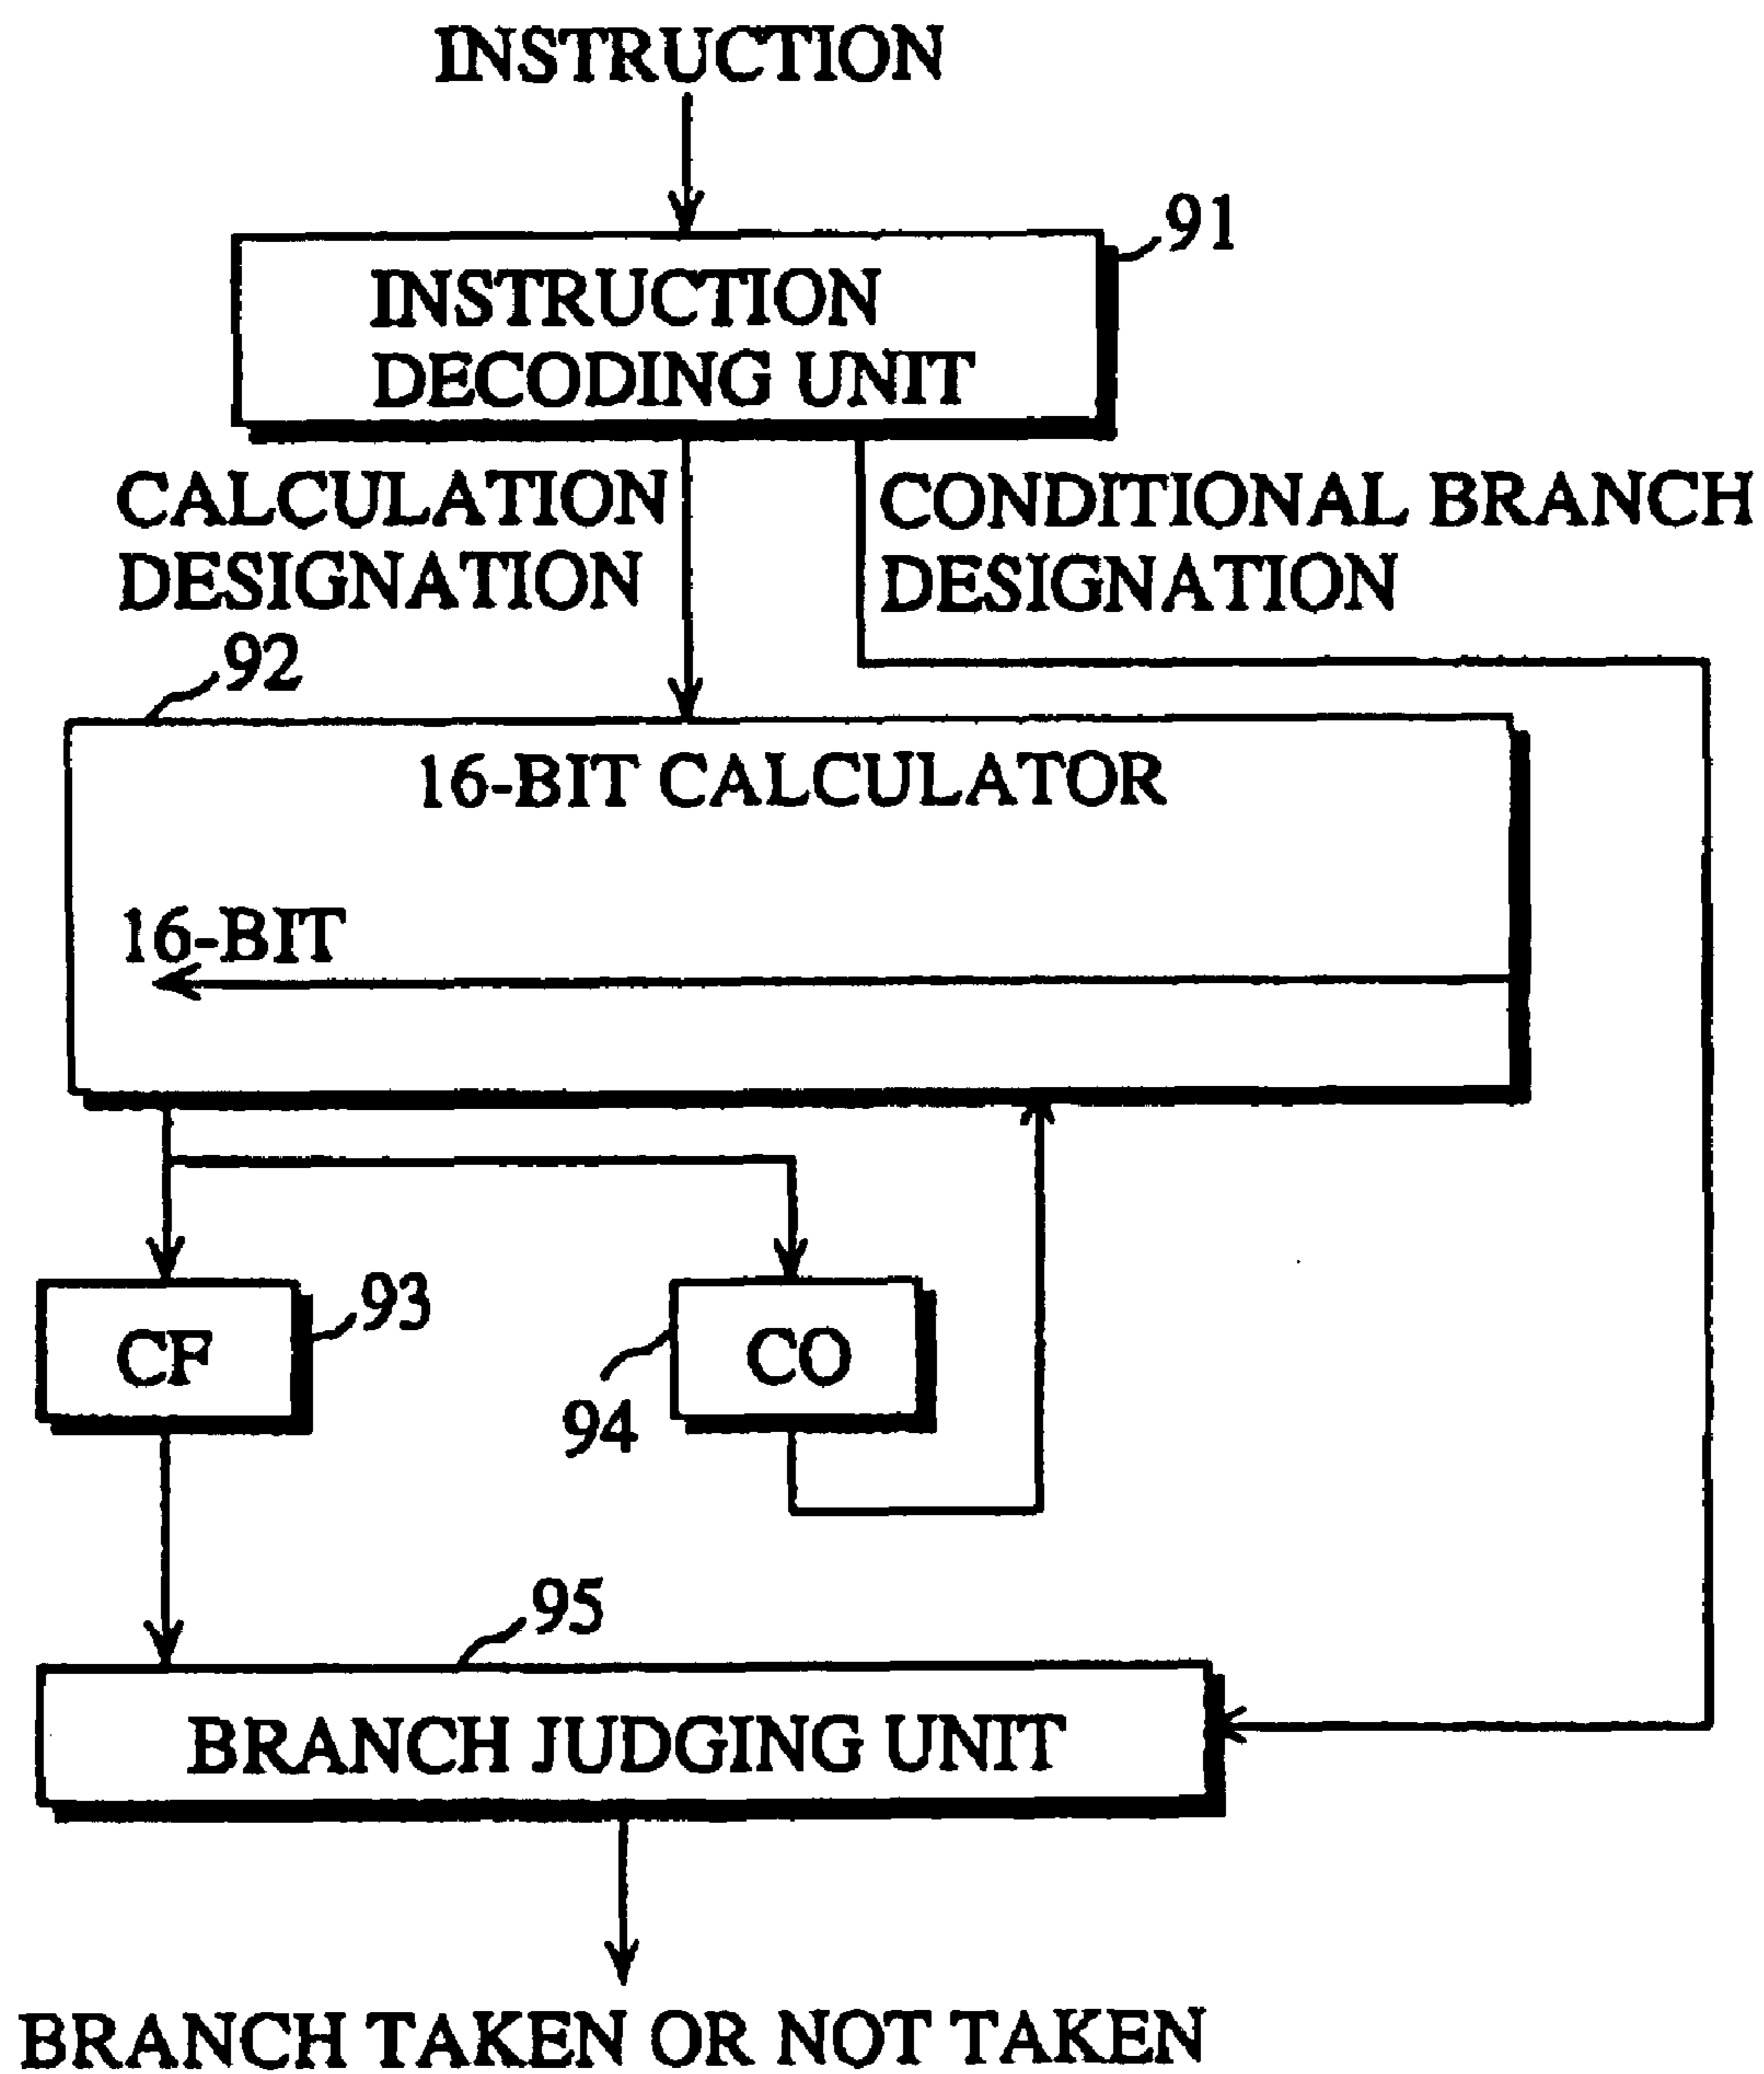 INSTRUCTION
91
INSTRUCTION
DECODING UNIT
CALCULATION
DESIGNATION
CONDITIONAL BRANCH
DESIGNATION
92
16-BIT CALCULATOR
16-BIT
CF
93
CO
94
95
BRANCH JUDGING UNIT
BRANCH TAKEN OR NOT TAKEN